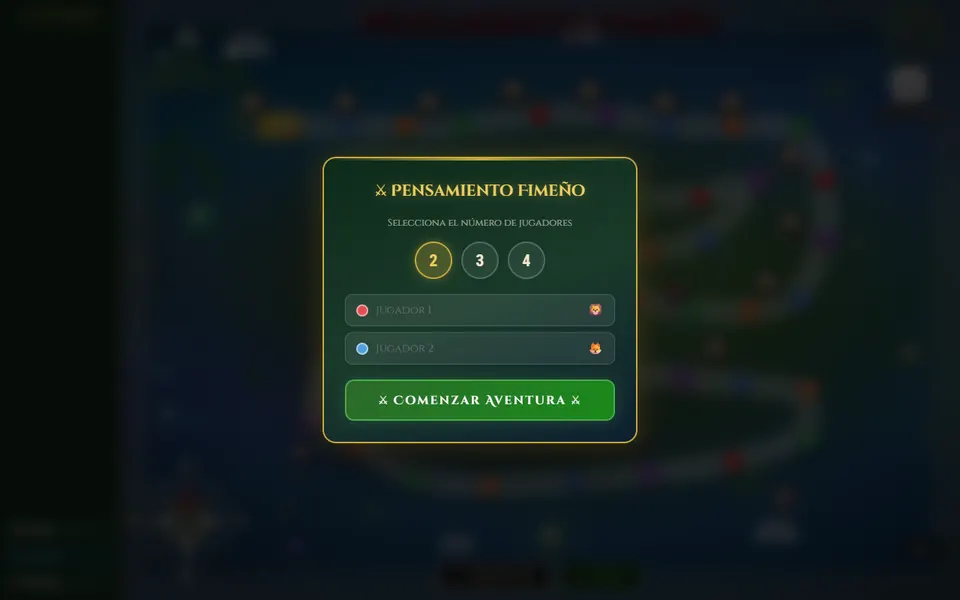 ⚔ Pensamiento Fimeño
Selecciona el número de jugadores
2 3 4
Jugador 1
Jugador 2
⚔ Comenzar Aventura ⚔